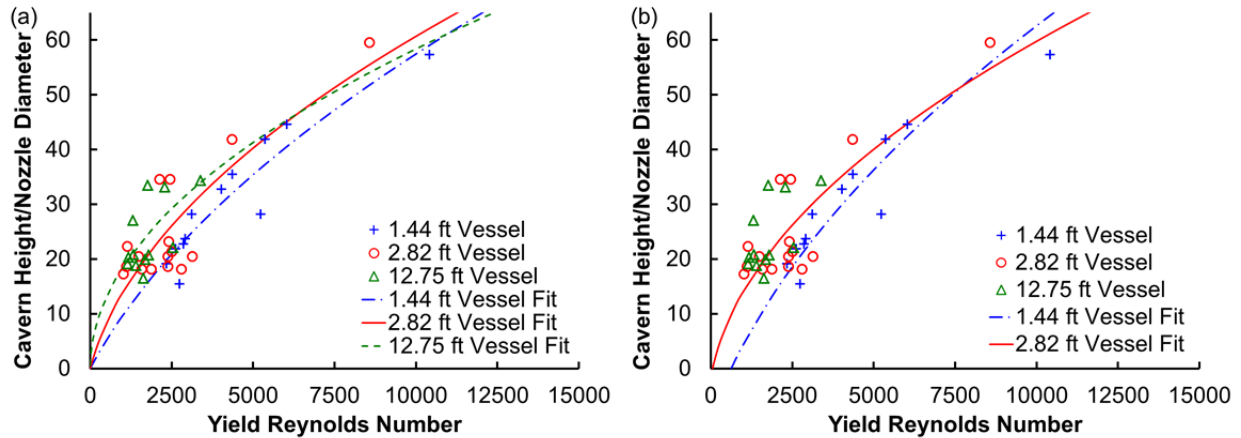 (a)
Cavern Height/Nozzle Diameter
60
50
40
30
20
10
0
+ 1.44 ft Vessel
○ 2.82 ft Vessel
△ 12.75 ft Vessel
1.44 ft Vessel Fit
2.82 ft Vessel Fit
12.75 ft Vessel Fit
0 2500 5000 7500 10000 12500 15000
Yield Reynolds Number
(b)
Cavern Height/Nozzle Diameter
60
50
40
30
20
10
0
+ 1.44 ft Vessel
○ 2.82 ft Vessel
△ 12.75 ft Vessel
1.44 ft Vessel Fit
2.82 ft Vessel Fit
0 2500 5000 7500 10000 12500 15000
Yield Reynolds Number